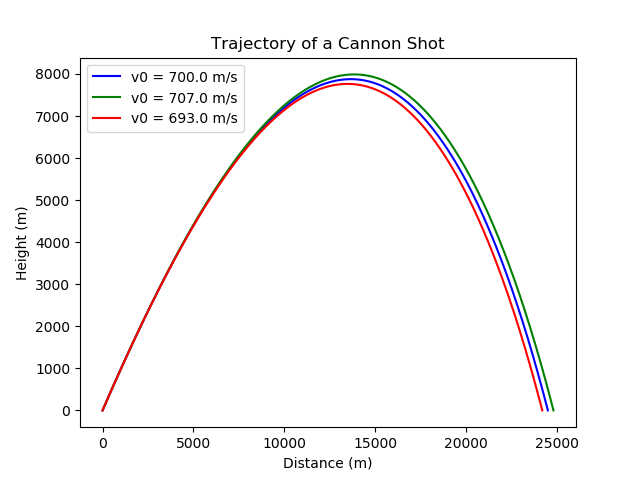 Trajectory of a Cannon Shot
v0 = 700.0 m/s
v0 = 707.0 m/s
v0 = 693.0 m/s
Height (m)
8000
7000
6000
5000
4000
3000
2000
1000
0
0 5000 10000 15000 20000 25000
Distance (m)